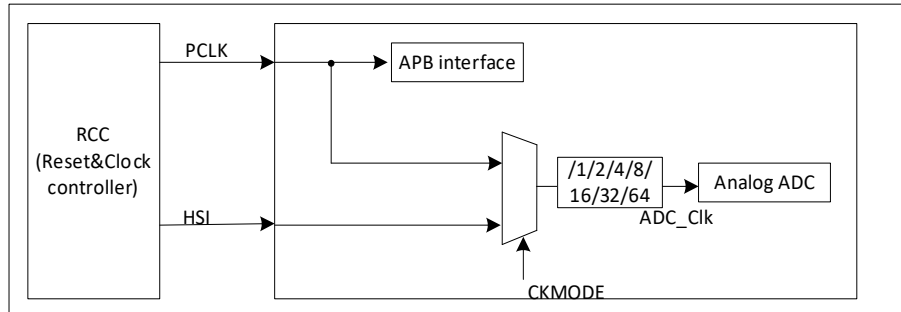 PCLK
APB interface
RCC
(Reset&Clock
controller)
/1/2/4/8/
16/32/64
Analog ADC
HSI
ADC_Clk
CKMODE